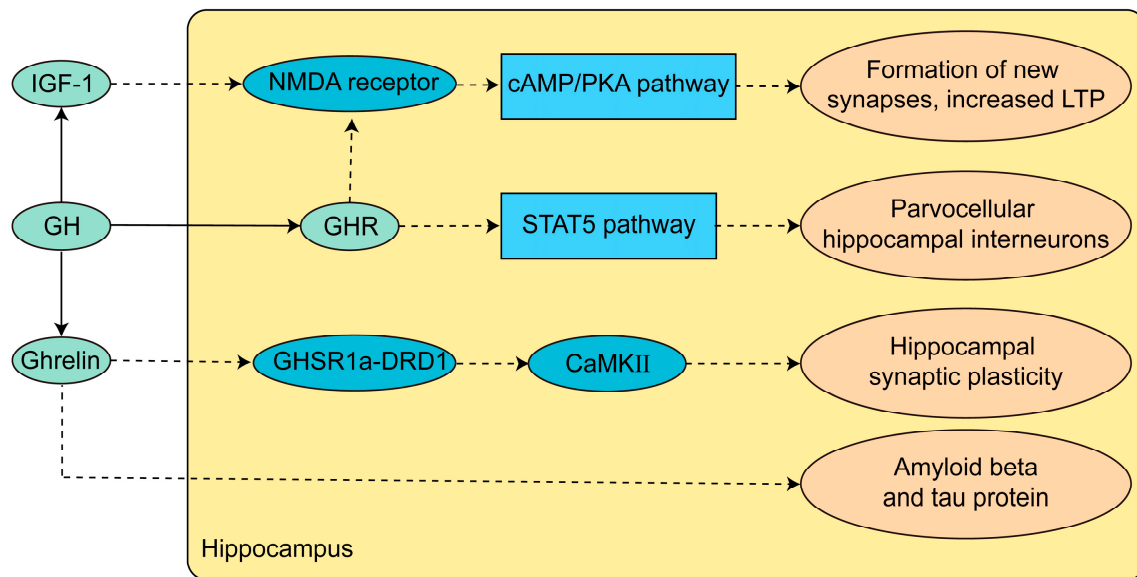 IGF-1
NMDA receptor
cAMP/PKA pathway
Formation of new
synapses, increased LTP
GH
GHR
STAT5 pathway
Parvocellular
hippocampal interneurons
Ghrelin
GHSR1a-DRD1
CaMKII
Hippocampal
synaptic plasticity
Amyloid beta
and tau protein
Hippocampus